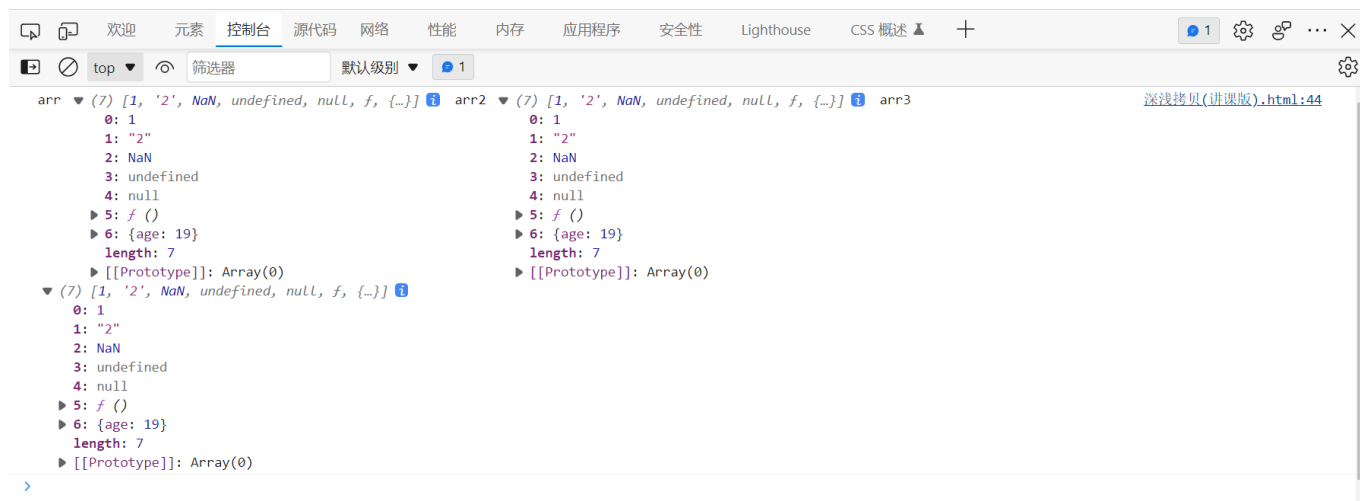 欢迎 元素 控制台 源代码 网络 性能 内存 应用程序 安全性 Lighthouse CSS 概述 1
top 筛选器 默认级别 1
arr (7) [1, '2', NaN, undefined, null, ƒ, {…}] arr2 (7) [1, '2', NaN, undefined, null, ƒ, {…}] arr3 深浅拷贝(讲课版).html:44
0: 1 0: 1
1: "2" 1: "2"
2: NaN 2: NaN
3: undefined 3: undefined
4: null 4: null
5: ƒ () 5: ƒ ()
6: {age: 19} 6: {age: 19}
length: 7 length: 7
[[Prototype]]: Array(0) [[Prototype]]: Array(0)
(7) [1, '2', NaN, undefined, null, ƒ, {…}]
0: 1
1: "2"
2: NaN
3: undefined
4: null
5: ƒ ()
6: {age: 19}
length: 7
[[Prototype]]: Array(0)